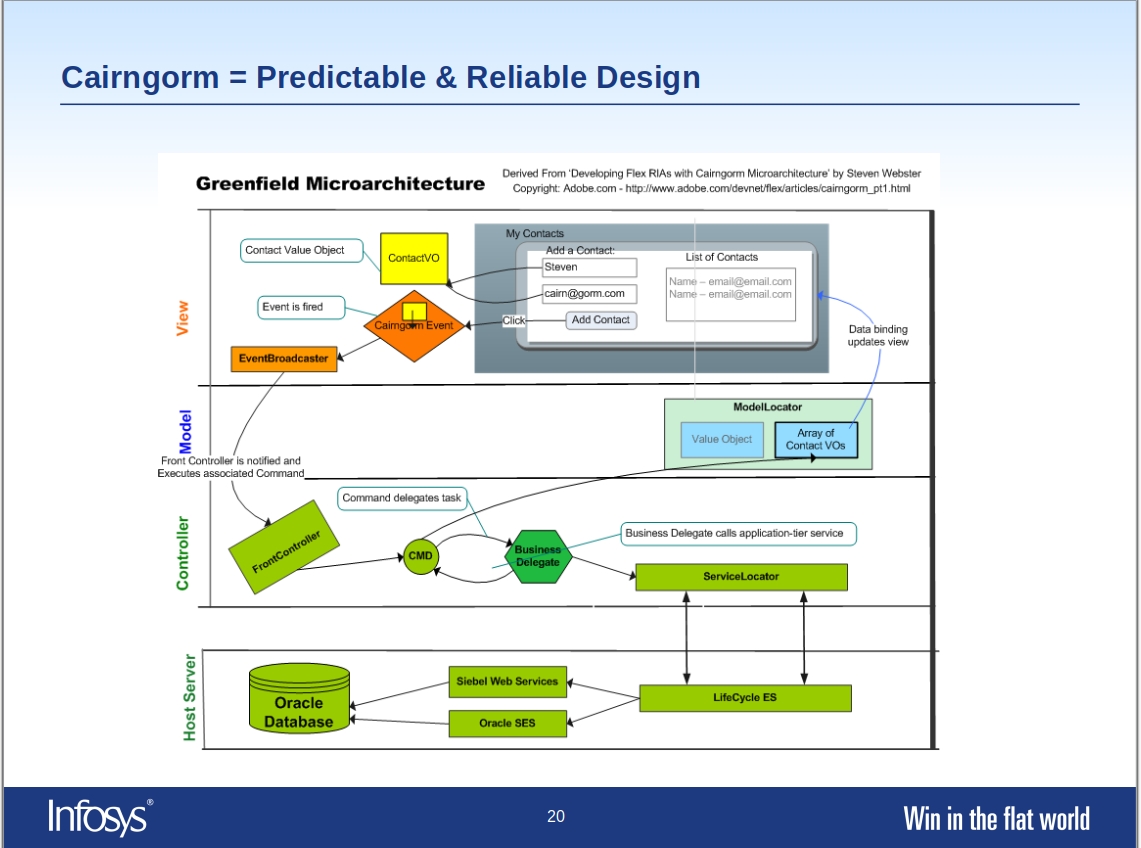 Cairngorm = Predictable & Reliable Design
Greenfield Microarchitecture
Derived From ‘Developing Flex RIAs with Cairngorm Microarchitecture’ by Steven Webster
Copyright: Adobe.com - http://www.adobe.com/devnet/flex/articles/cairngorm_pt1.html
View
Contact Value Object
ContactVO
Event is fired
Cairngorm Event
EventBroadcaster
My Contacts
Add a Contact:
Steven
cairn@gorm.com
Click
Add Contact
List of Contacts
Name – email@email.com
Name – email@email.com
Data binding
updates view
Model
ModelLocator
Value Object
Array of
Contact VOs
Front Controller is notified and
Executes associated Command
Controller
Command delegates task
FrontController
CMD
Business
Delegate
Business Delegate calls application-tier service
ServiceLocator
Host Server
Oracle
Database
Siebel Web Services
Oracle SES
LifeCycle ES
Infosys®
20
Win in the flat world